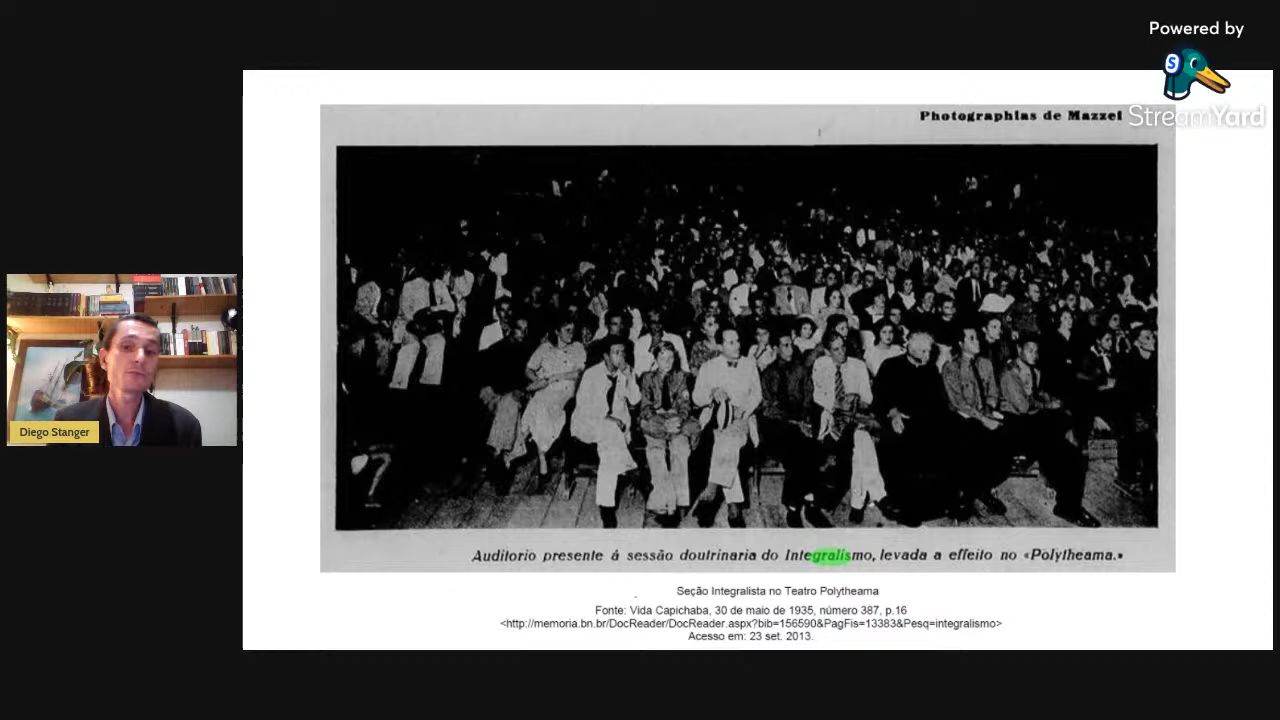 Powered by
StreamYard
Photographias de Mazzei
Diego Stanger
Auditorio presente á sessão doutrinaria do Integralismo, levada a effeito no «Polytheama.»
Seção Integralista no Teatro Polytheama
Fonte: Vida Capichaba, 30 de maio de 1935, número 387, p.16
<http://memoria.bn.br/DocReader/DocReader.aspx?bib=156590&PagFis=13383&Pesq=integralismo>
Acesso em: 23 set. 2013.